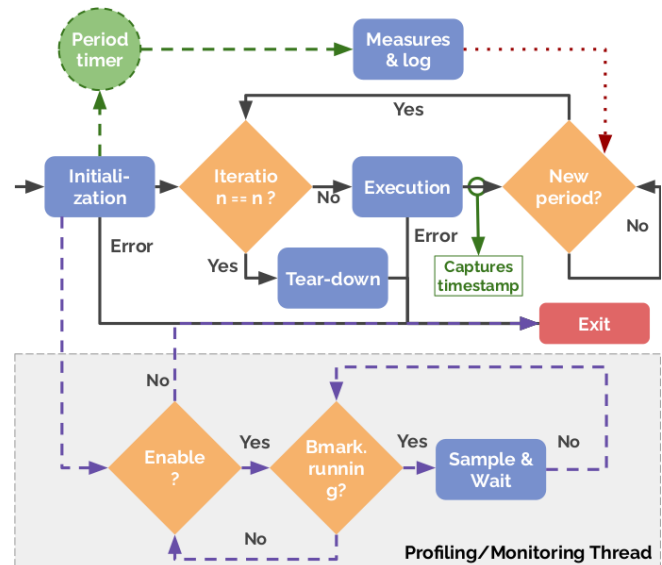 Period
timer
Measures
& log
Yes
Initiali-
zation
Iteratio
n == n ?
No
Execution
New
period?
Error
Yes
Tear-down
Error
Captures
timestamp
No
Exit
No
Enable
?
Yes
Bmark.
runnin
g?
Yes
Sample &
Wait
No
No
Profiling/Monitoring Thread